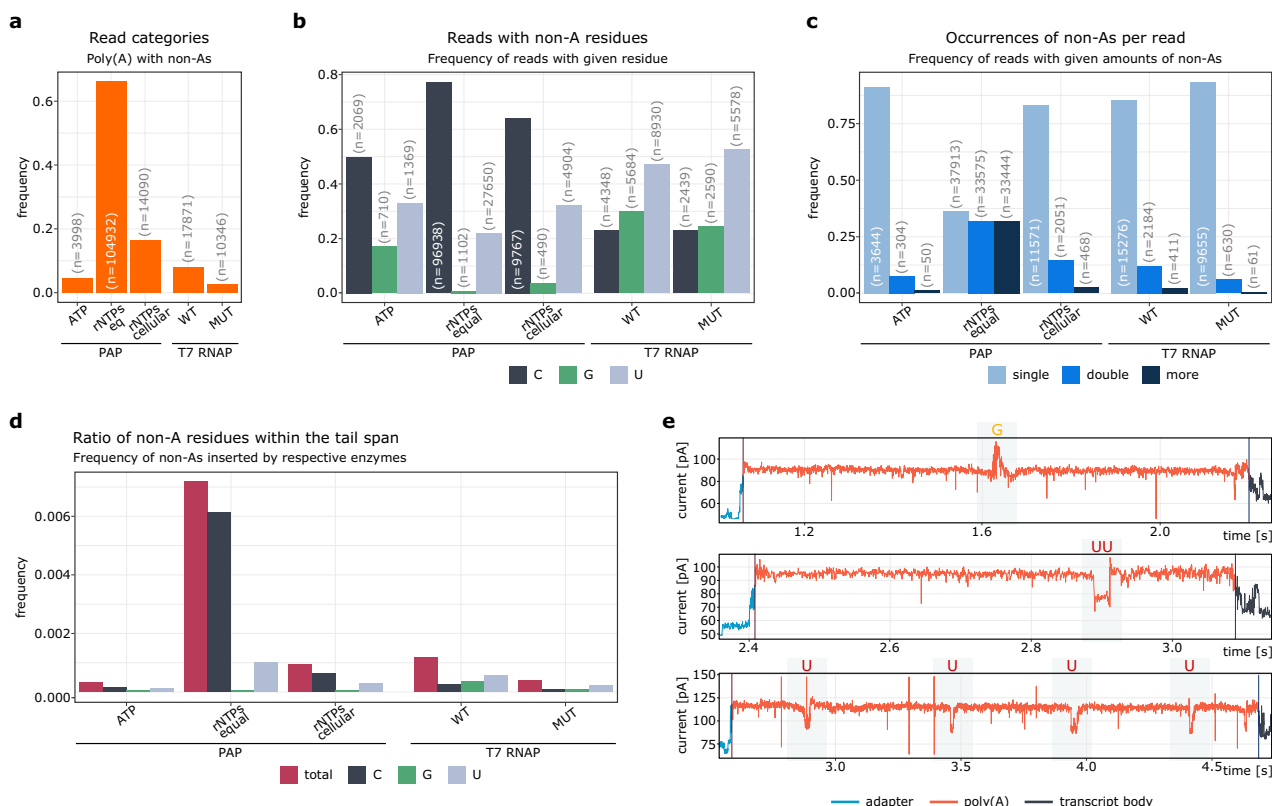 a
Read categories
Poly(A) with non-As
frequency
0.6
0.4
0.2
0.0
(n=3998)
(n=104932)
(n=14090)
(n=17871)
(n=10346)
ATP
rNTPs eq
rNTPs cellular
WT
MUT
PAP
T7 RNAP
b
Reads with non-A residues
Frequency of reads with given residue
frequency
0.8
0.6
0.4
0.2
0.0
(n=2069)
(n=710)
(n=1369)
(n=96938)
(n=1102)
(n=27650)
(n=9767)
(n=490)
(n=4904)
(n=4348)
(n=5684)
(n=8930)
(n=2439)
(n=2590)
(n=5578)
ATP
rNTPs equal
rNTPs cellular
WT
MUT
PAP
T7 RNAP
C G U
c
Occurrences of non-As per read
Frequency of reads with given amounts of non-As
frequency
0.75
0.50
0.25
0.00
(n=3644)
(n=304)
(n=50)
(n=37913)
(n=33575)
(n=33444)
(n=11571)
(n=2051)
(n=468)
(n=15276)
(n=2184)
(n=411)
(n=9655)
(n=630)
(n=61)
ATP
rNTPs equal
rNTPs cellular
WT
MUT
PAP
T7 RNAP
single double more
d
Ratio of non-A residues within the tail span
Frequency of non-As inserted by respective enzymes
frequency
0.006
0.004
0.002
0.000
ATP
rNTPs equal
rNTPs cellular
WT
MUT
PAP
T7 RNAP
total C G U
e
G
current [pA]
100
80
60
1.2 1.6 2.0
time [s]
UU
current [pA]
100
90
80
70
60
50
2.4 2.6 2.8 3.0
time [s]
U U U U
current [pA]
150
125
100
75
3.0 3.5 4.0 4.5
time [s]
adapter poly(A) transcript body